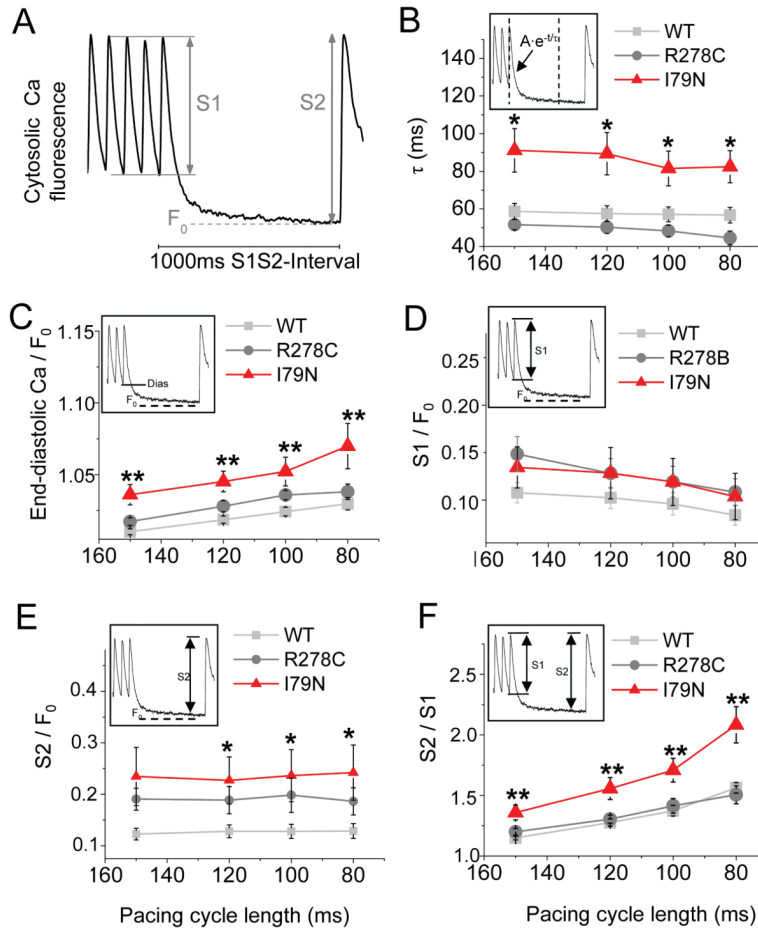 A
Cytosolic Ca
fluorescence
S1
S2
F0
1000ms S1S2-Interval
B
A·e-t/τ
WT
R278C
I79N
τ (ms)
140
120
100
80
60
40
* * * *
160 140 120 100 80
C
Dias
F0
WT
R278C
I79N
End-diastolic Ca / F0
1.15
1.10
1.05
** ** ** **
160 140 120 100 80
D
S1
F0
WT
R278B
I79N
S1 / F0
0.25
0.20
0.15
0.10
160 140 120 100 80
E
S2
F0
WT
R278C
I79N
S2 / F0
0.4
0.3
0.2
0.1
* * *
160 140 120 100 80
Pacing cycle length (ms)
F
S1 S2
WT
R278C
I79N
S2 / S1
2.5
2.0
1.5
1.0
** ** ** **
160 140 120 100 80
Pacing cycle length (ms)